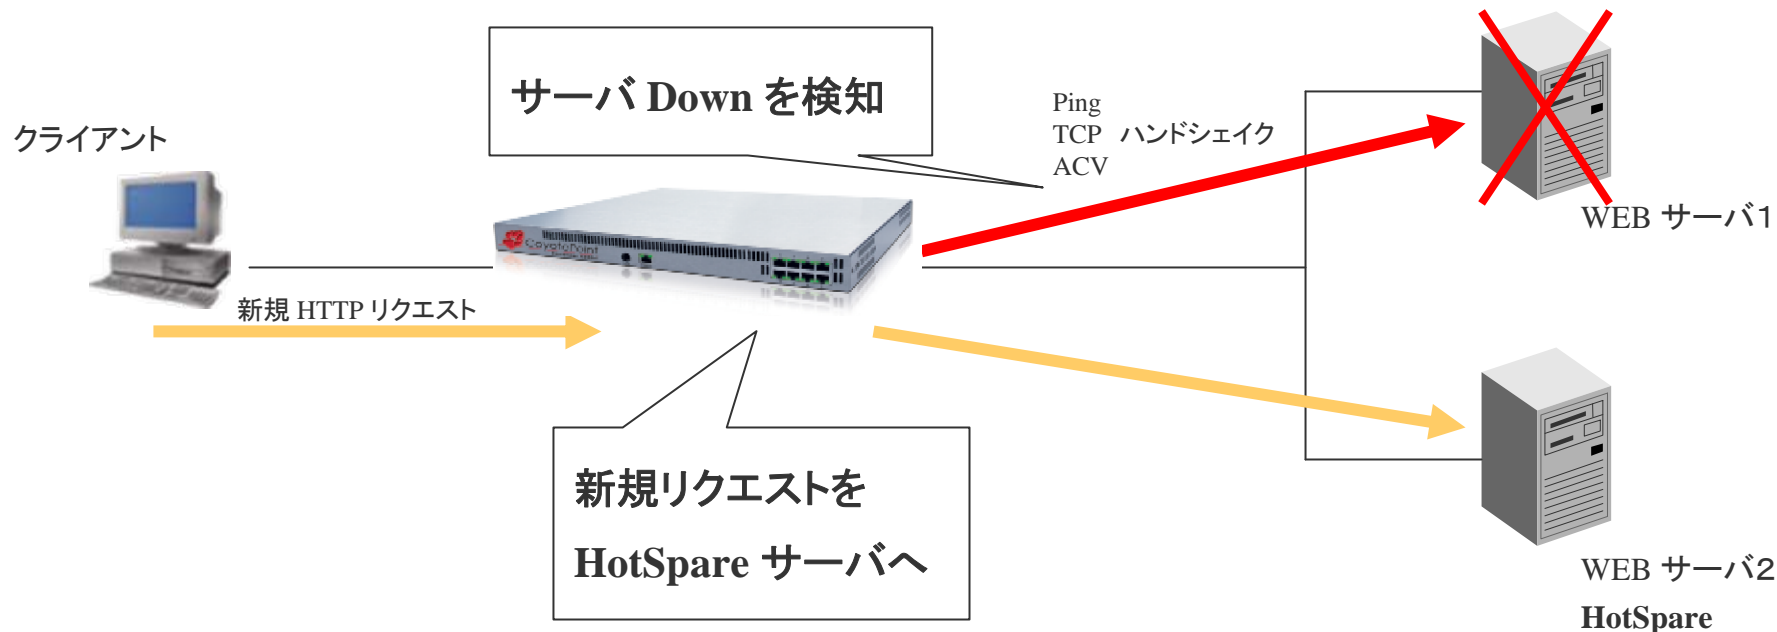 サーバ Down を検知
Ping
TCP ハンドシェイク
ACV
クライアント
WEB サーバ１
CoyotePoint
新規 HTTP リクエスト
新規リクエストを
HotSpare サーバへ
WEB サーバ２
HotSpare